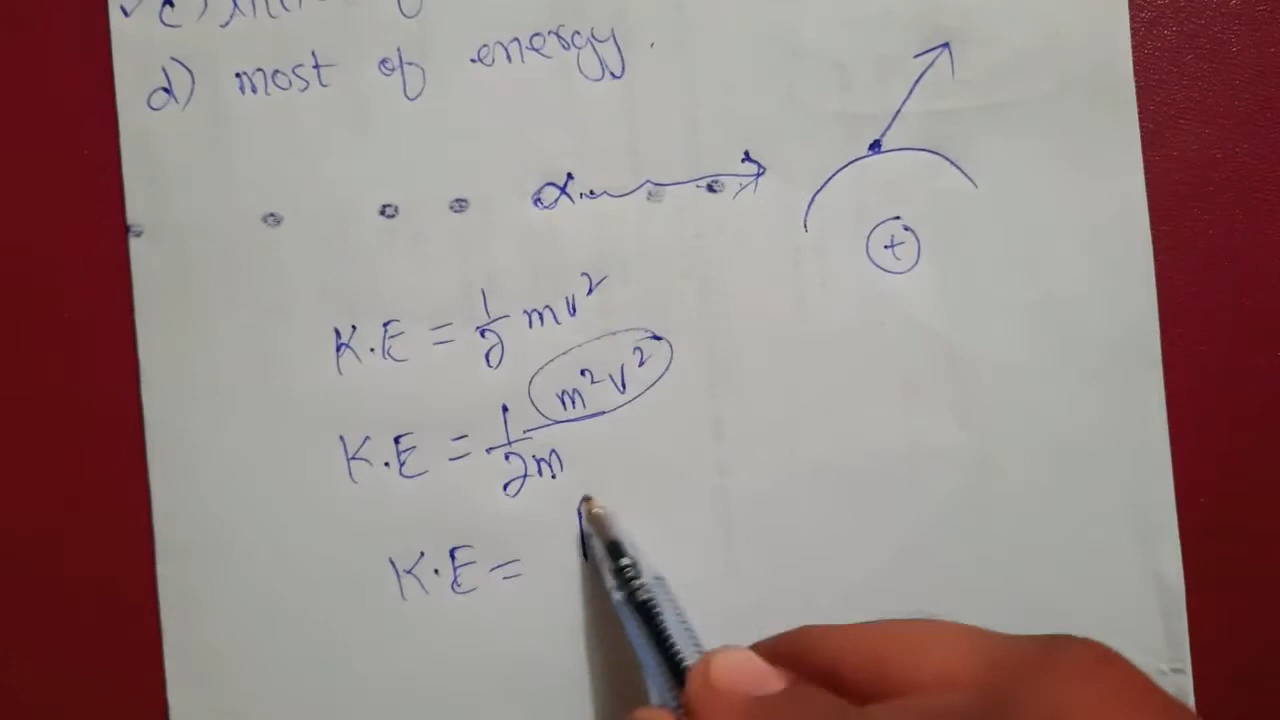 c)
d) most of energy.
α
+
K.E = 1/2 mv²
K.E = 1/2m m²v²
K.E =